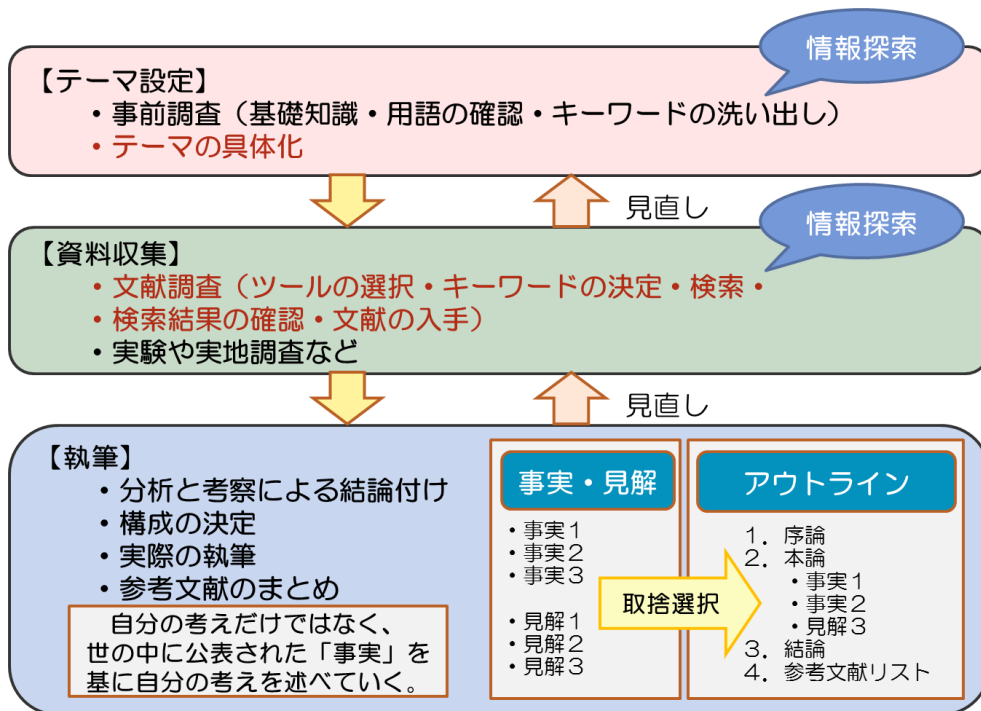 情報探索
【テーマ設定】
・事前調査（基礎知識・用語の確認・キーワードの洗い出し）
・テーマの具体化
見直し
情報探索
【資料収集】
・文献調査（ツールの選択・キーワードの決定・検索・
・検索結果の確認・文献の入手）
・実験や実地調査など
見直し
【執筆】
・分析と考察による結論付け
・構成の決定
・実際の執筆
・参考文献のまとめ
自分の考えだけではなく、
世の中に公表された「事実」を
基に自分の考えを述べていく。
事実・見解
・事実１
・事実２
・事実３
・見解１
・見解２
・見解３
取捨選択
アウトライン
１．序論
２．本論
・事実１
・事実２
・見解３
３．結論
４．参考文献リスト